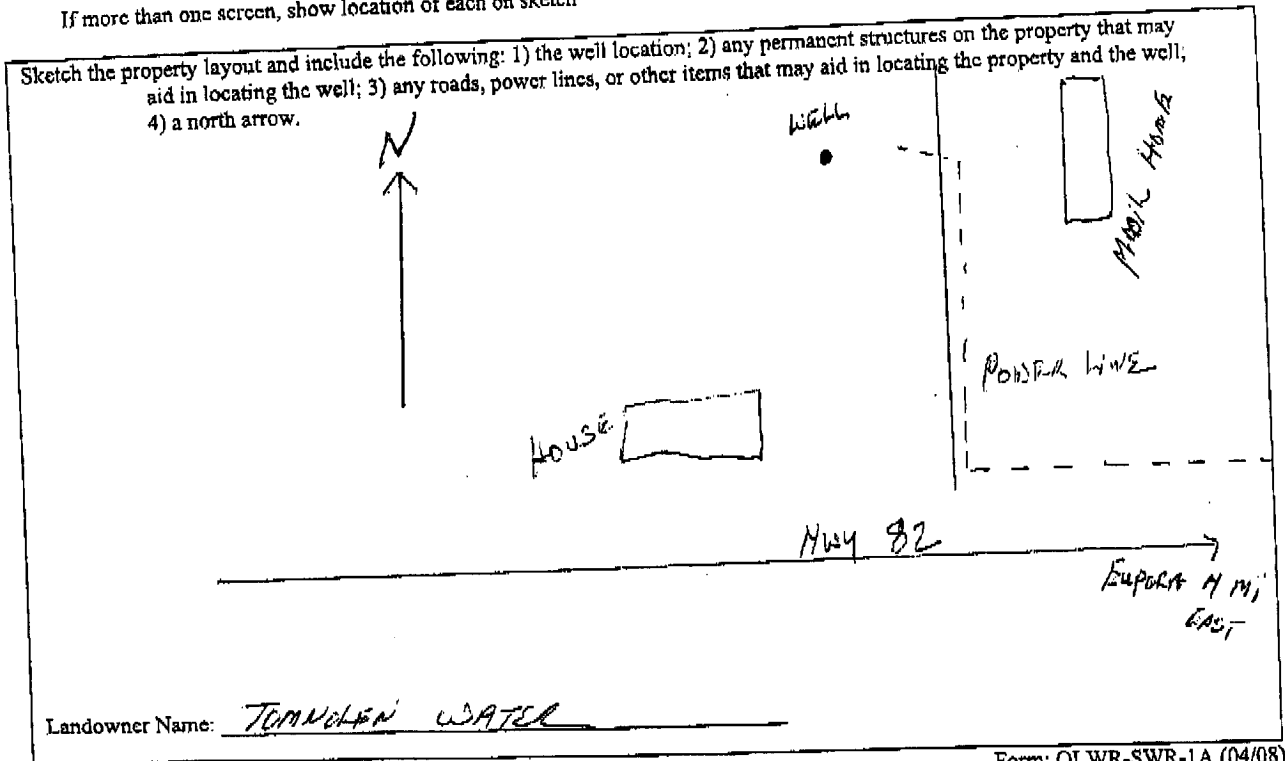 If more than one screen, show location of each on sketch
Sketch the property layout and include the following: 1) the well location; 2) any permanent structures on the property that may
aid in locating the well; 3) any roads, power lines, or other items that may aid in locating the property and the well;
4) a north arrow.
N
WELL
MOBIL HOME
POWER LINE
HOUSE
Hwy 82
EUPORA Mi
EAST
Landowner Name: TOMNOLEN WATER
Form: OLWR-SWR-1A (04/08)